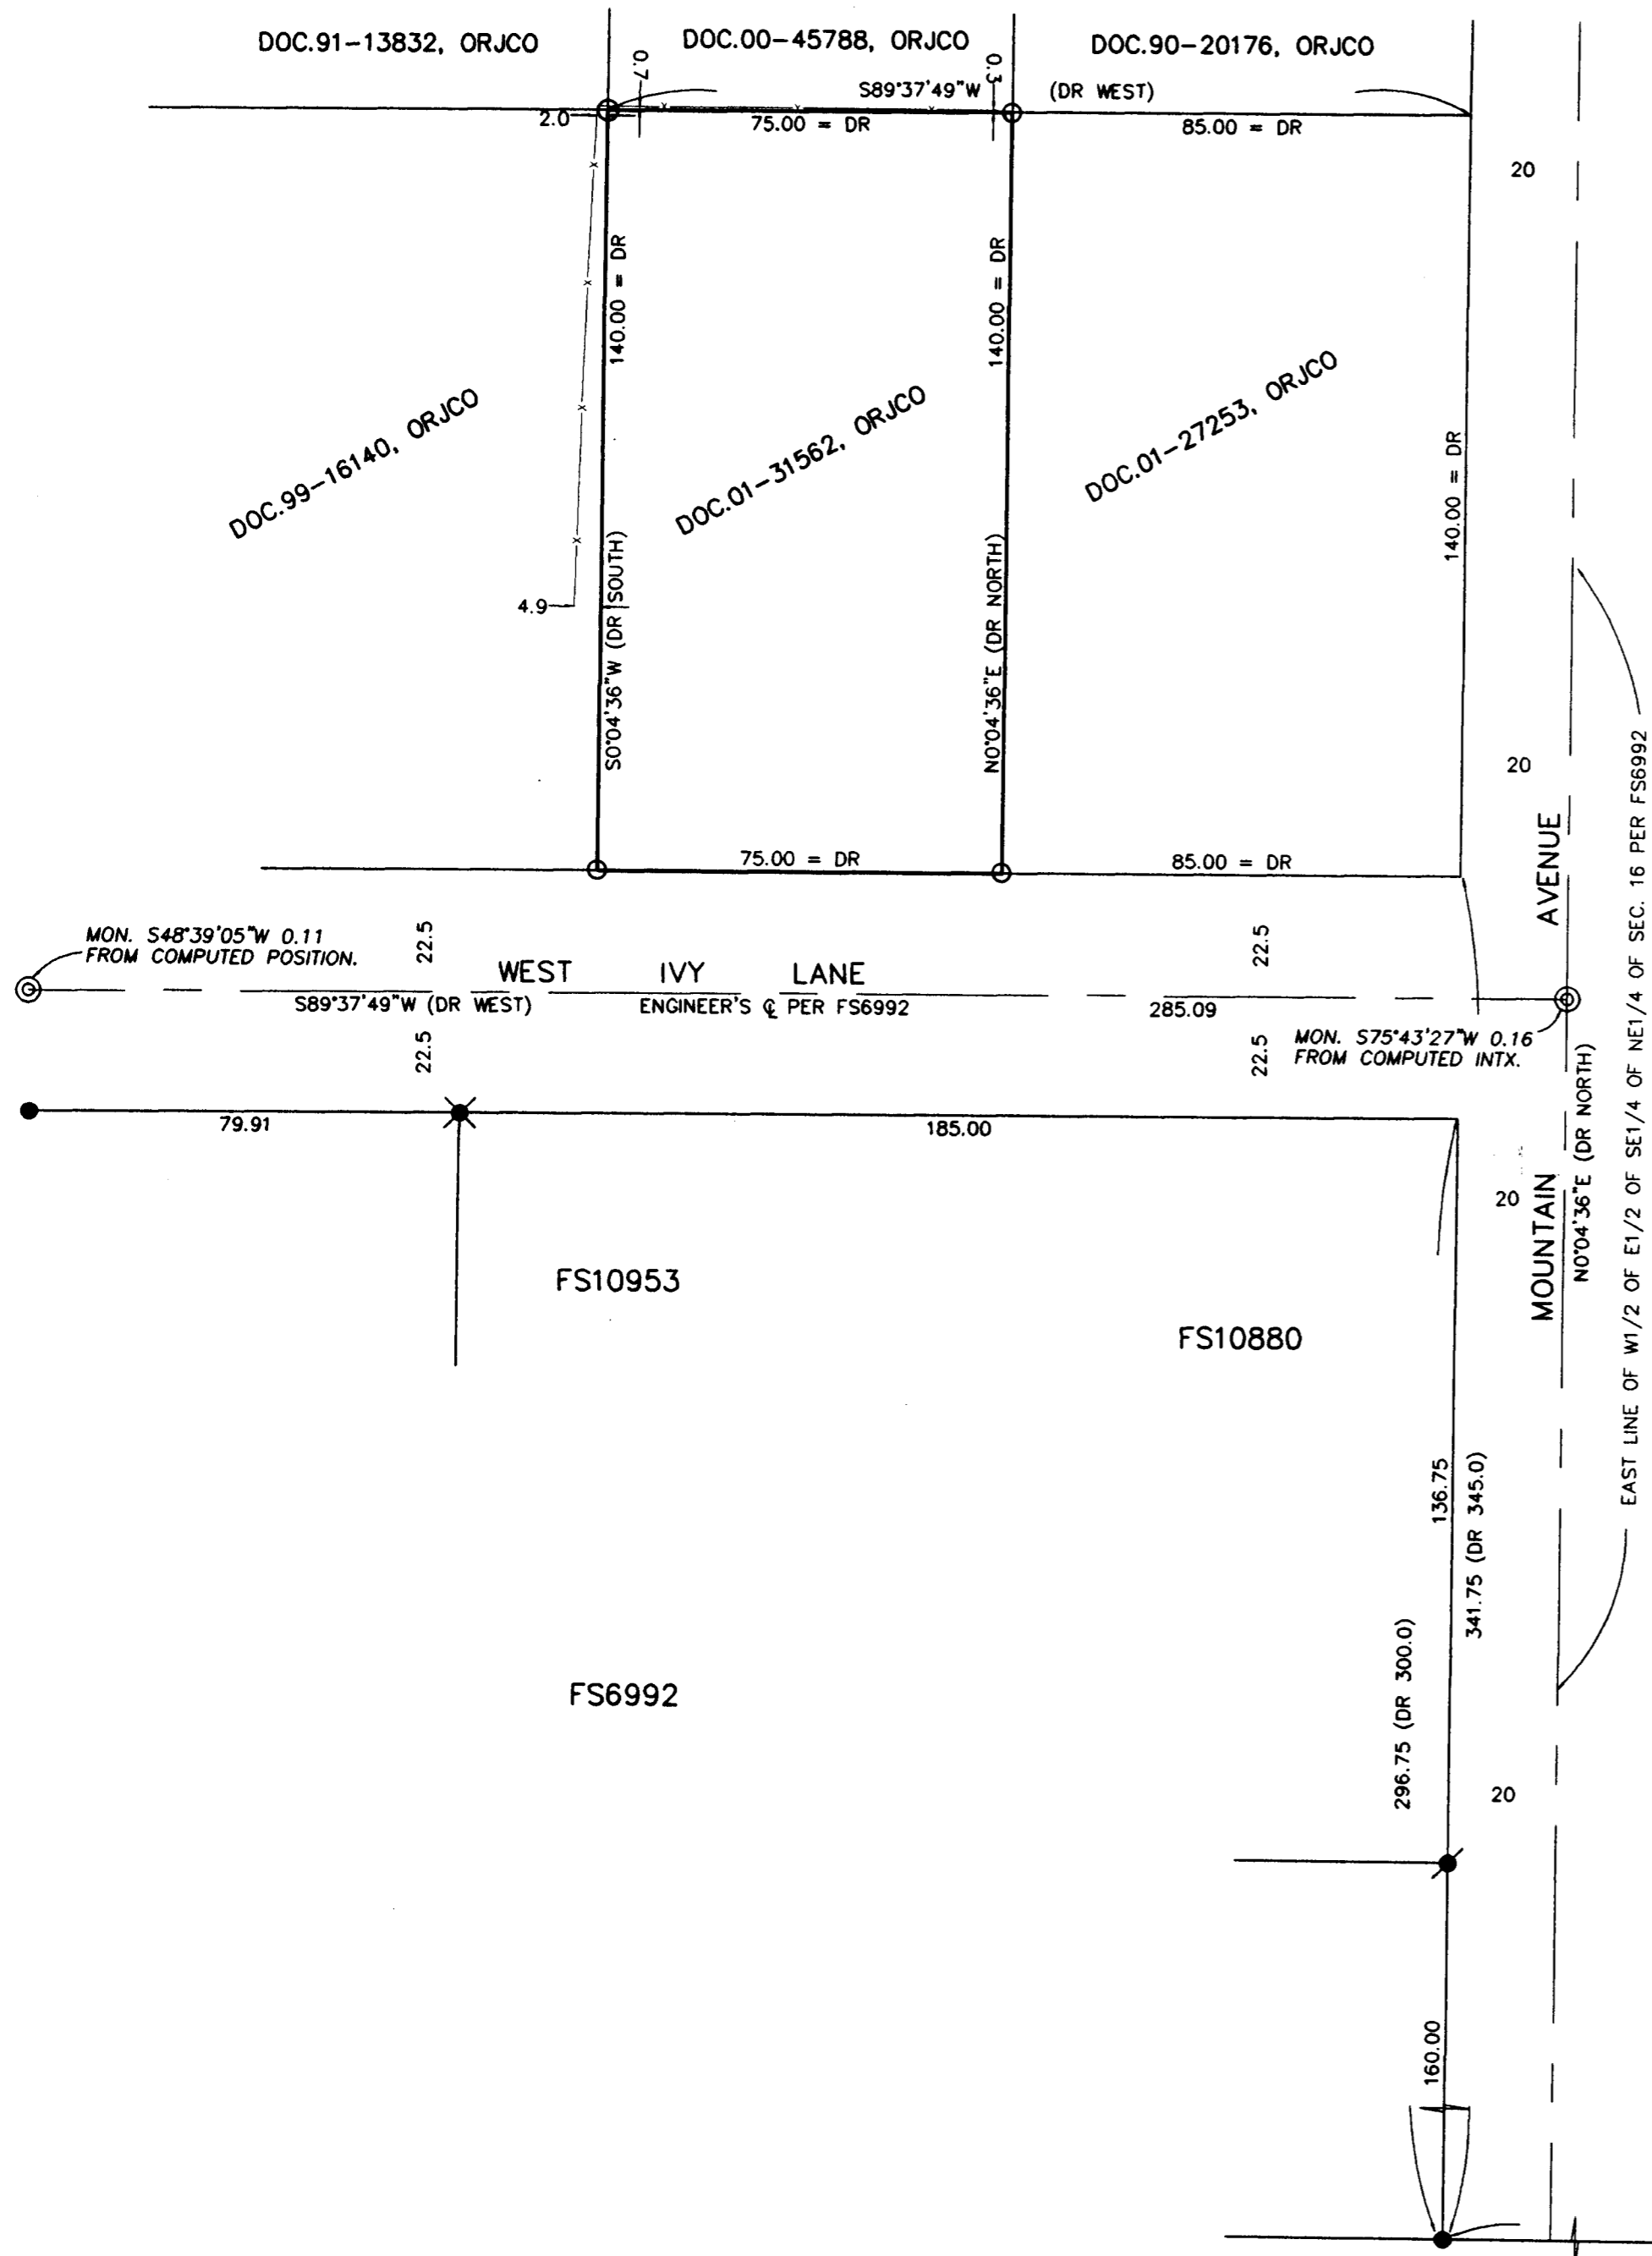 DOC.91-13832, ORJCO
DOC.00-45788, ORJCO
DOC.90-20176, ORJCO
0.7
0.3
S89°37'49"W
(DR WEST)
2.0
75.00 = DR
85.00 = DR
20
140.00 = DR
140.00 = DR
DOC.99-16140, ORJCO
DOC.01-31562, ORJCO
DOC.01-27253, ORJCO
140.00 = DR
4.9
S0°04'36"W (DR SOUTH)
N0°04'36"E (DR NORTH)
20
75.00 = DR
85.00 = DR
MON. S48°39'05"W 0.11
FROM COMPUTED POSITION.
22.5
22.5
WEST IVY LANE
S89°37'49"W (DR WEST)
ENGINEER'S ℄ PER FS6992
285.09
22.5
22.5
MON. S75°43'27"W 0.16
FROM COMPUTED INTX.
MOUNTAIN AVENUE
N0°04'36"E (DR NORTH)
EAST LINE OF W1/2 OF E1/2 OF SE1/4 OF NE1/4 OF SEC. 16 PER FS6992
79.91
185.00
20
FS10953
FS10880
136.75
341.75 (DR 345.0)
296.75 (DR 300.0)
FS6992
20
160.00